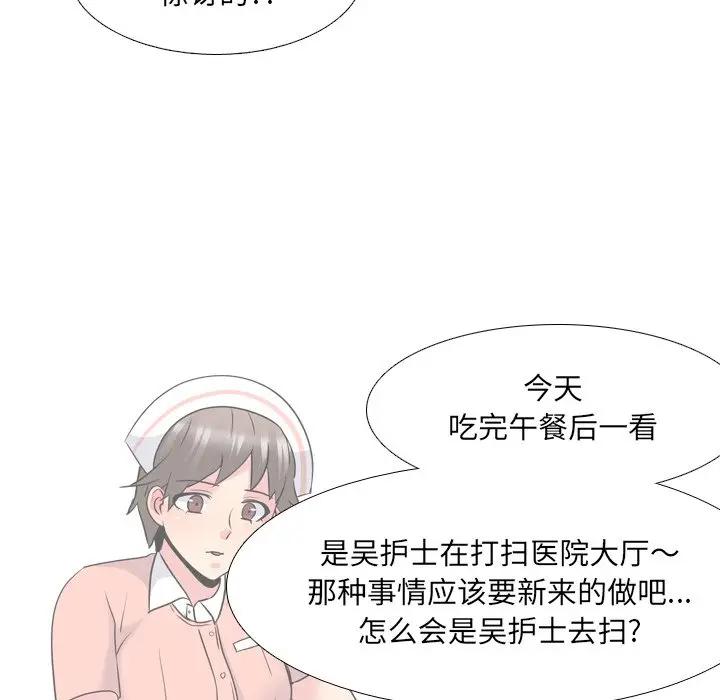 的!?
今天
吃完午餐后一看
是吴护士在打扫医院大厅～
那种事情应该要新来的做吧...
怎么会是吴护士去扫?